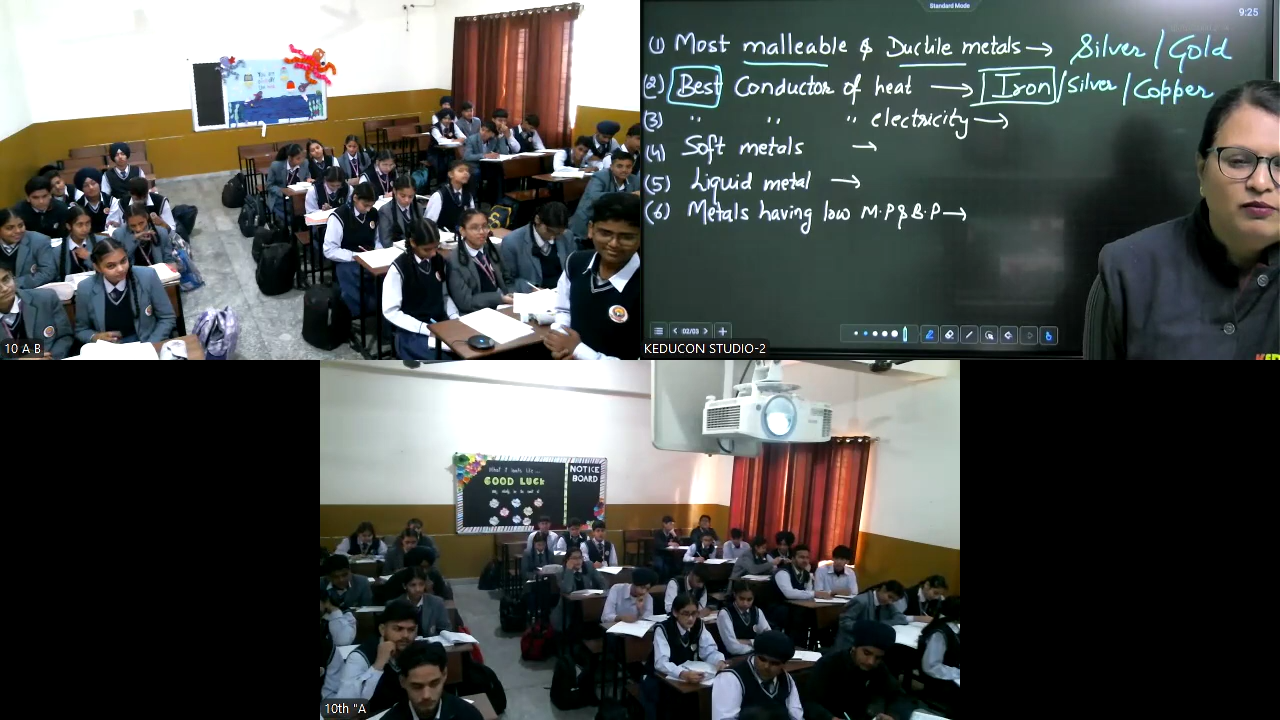 Standard Mode
9:25
(1) Most malleable & Ductile metals → Silver / Gold
(2) Best Conductor of heat → Iron / Silver / Copper
(3) " " " electricity →
(4) Soft metals →
(5) Liquid metal →
(6) Metals having low M.P & B.P →
02/03
10 A B
KEDUCON STUDIO-2
GOOD LUCK
NOTICE
BOARD
10th "A